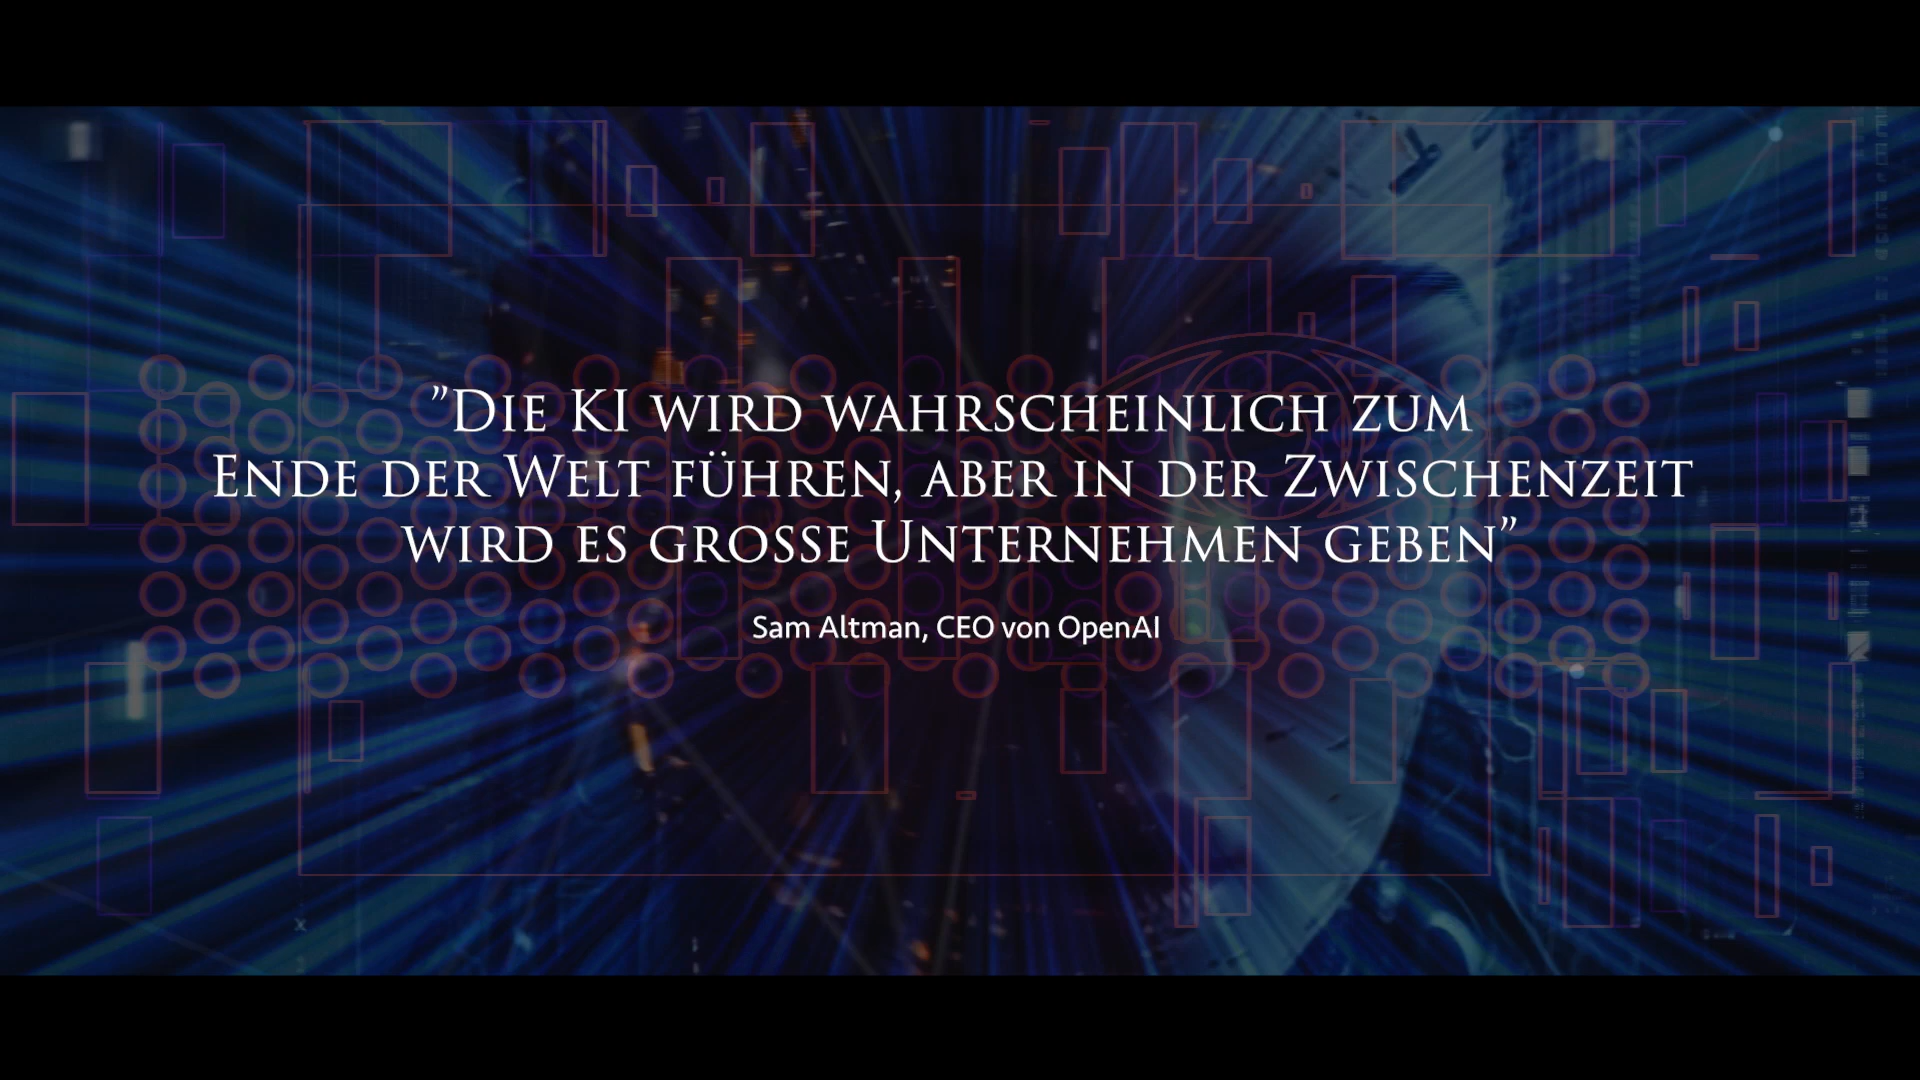 ”Die KI wird wahrscheinlich zum
Ende der Welt führen, aber in der Zwischenzeit
wird es grosse Unternehmen geben”
Sam Altman, CEO von OpenAI